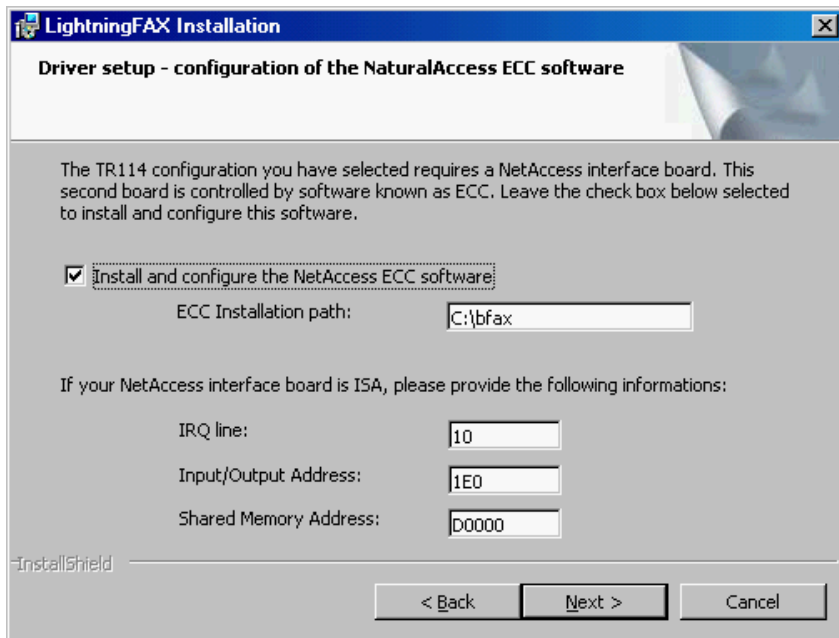 LightningFAX Installation
Driver setup - configuration of the NaturalAccess ECC software
The TR114 configuration you have selected requires a NetAccess interface board. This
second board is controlled by software known as ECC. Leave the check box below selected
to install and configure this software.
Install and configure the NetAccess ECC software
ECC Installation path: C:\bfax
If your NetAccess interface board is ISA, please provide the following informations:
IRQ line: 10
Input/Output Address: 1E0
Shared Memory Address: D0000
InstallShield
< Back Next > Cancel